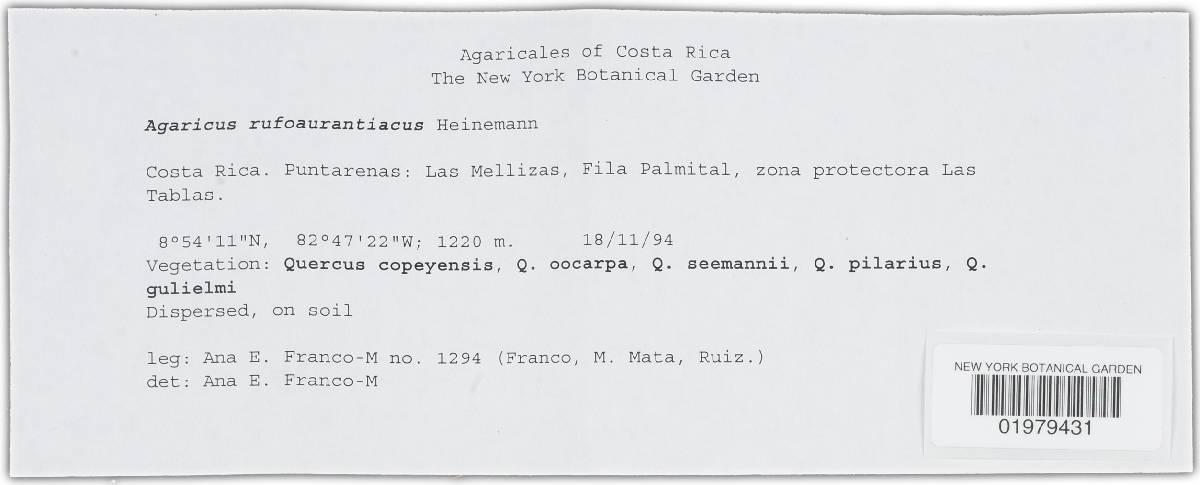 Agaricales of Costa Rica
The New York Botanical Garden
Agaricus rufoaurantiacus Heinemann
Costa Rica. Puntarenas: Las Mellizas, Fila Palmital, zona protectora Las
Tablas.
8°54'11"N, 82°47'22"W; 1220 m. 18/11/94
Vegetation: Quercus copeyensis, Q. oocarpa, Q. seemannii, Q. pilarius, Q.
gulielmi
Dispersed, on soil
leg: Ana E. Franco-M no. 1294 (Franco, M. Mata, Ruiz.)
det: Ana E. Franco-M
NEW YORK BOTANICAL GARDEN
01979431